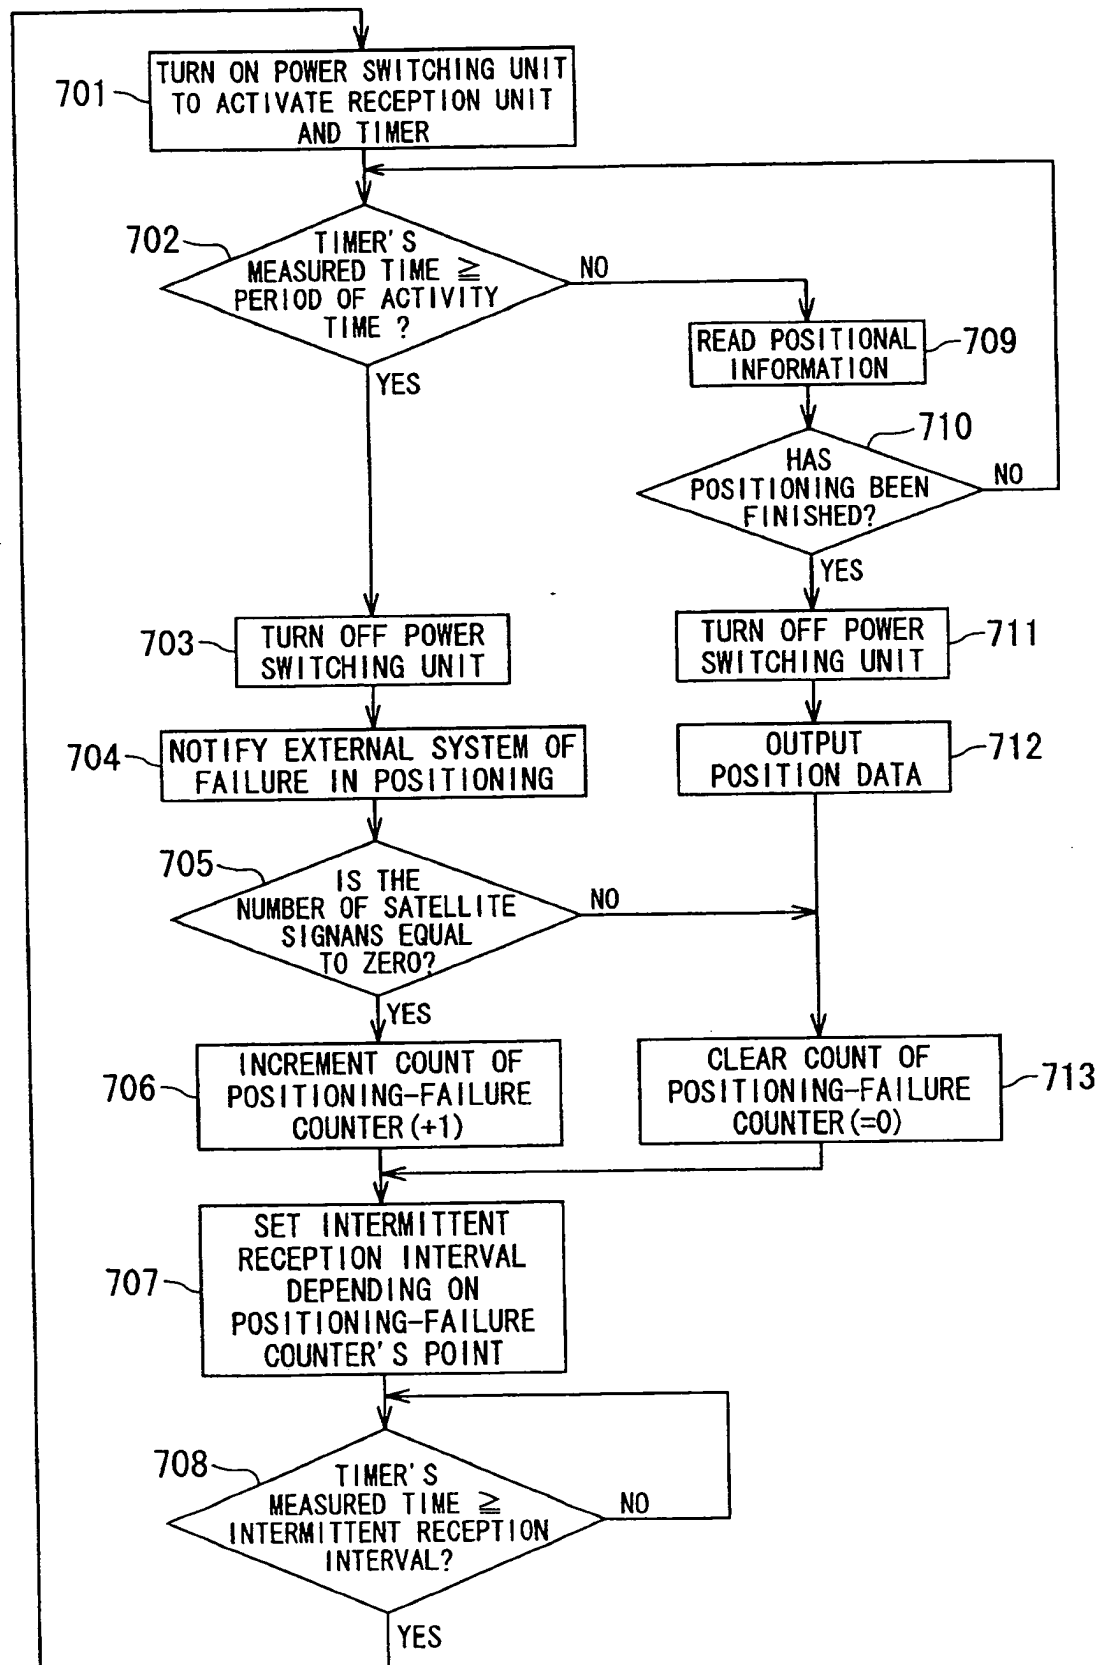 701
TURN ON POWER SWITCHING UNIT
TO ACTIVATE RECEPTION UNIT
AND TIMER
702
TIMER'S
MEASURED TIME ≧
PERIOD OF ACTIVITY
TIME ?
NO
YES
READ POSITIONAL
INFORMATION
709
710
HAS
POSITIONING BEEN
FINISHED?
NO
YES
703
TURN OFF POWER
SWITCHING UNIT
TURN OFF POWER
SWITCHING UNIT
711
704
NOTIFY EXTERNAL SYSTEM OF
FAILURE IN POSITIONING
OUTPUT
POSITION DATA
712
705
IS THE
NUMBER OF SATELLITE
SIGNANS EQUAL
TO ZERO?
NO
YES
706
INCREMENT COUNT OF
POSITIONING-FAILURE
COUNTER(+1)
CLEAR COUNT OF
POSITIONING-FAILURE
COUNTER(=0)
713
707
SET INTERMITTENT
RECEPTION INTERVAL
DEPENDING ON
POSITIONING-FAILURE
COUNTER'S POINT
708
TIMER'S
MEASURED TIME ≧
INTERMITTENT RECEPTION
INTERVAL?
NO
YES